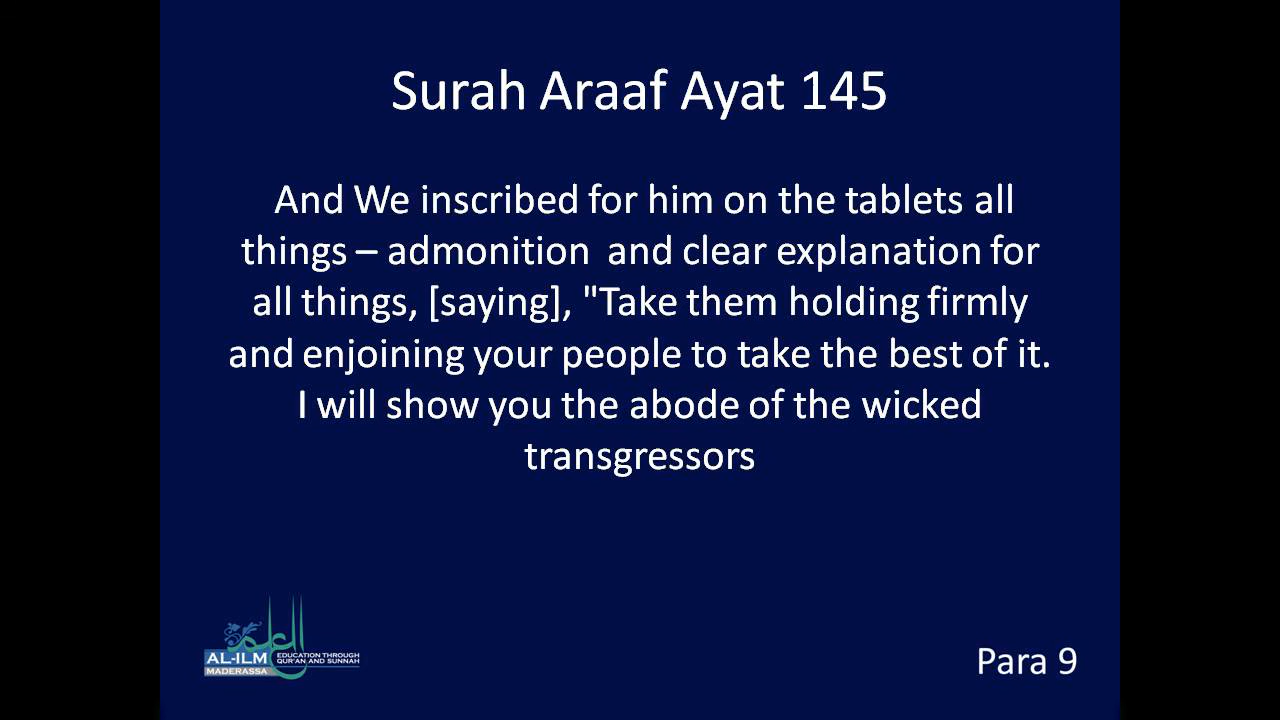 Surah Araaf Ayat 145
And We inscribed for him on the tablets all
things – admonition  and clear explanation for
all things, [saying], "Take them holding firmly
and enjoining your people to take the best of it.
I will show you the abode of the wicked
transgressors
العلم
AL-ILM
MADERASSA
EDUCATION THROUGH
QUR'AN AND SUNNAH
Para 9